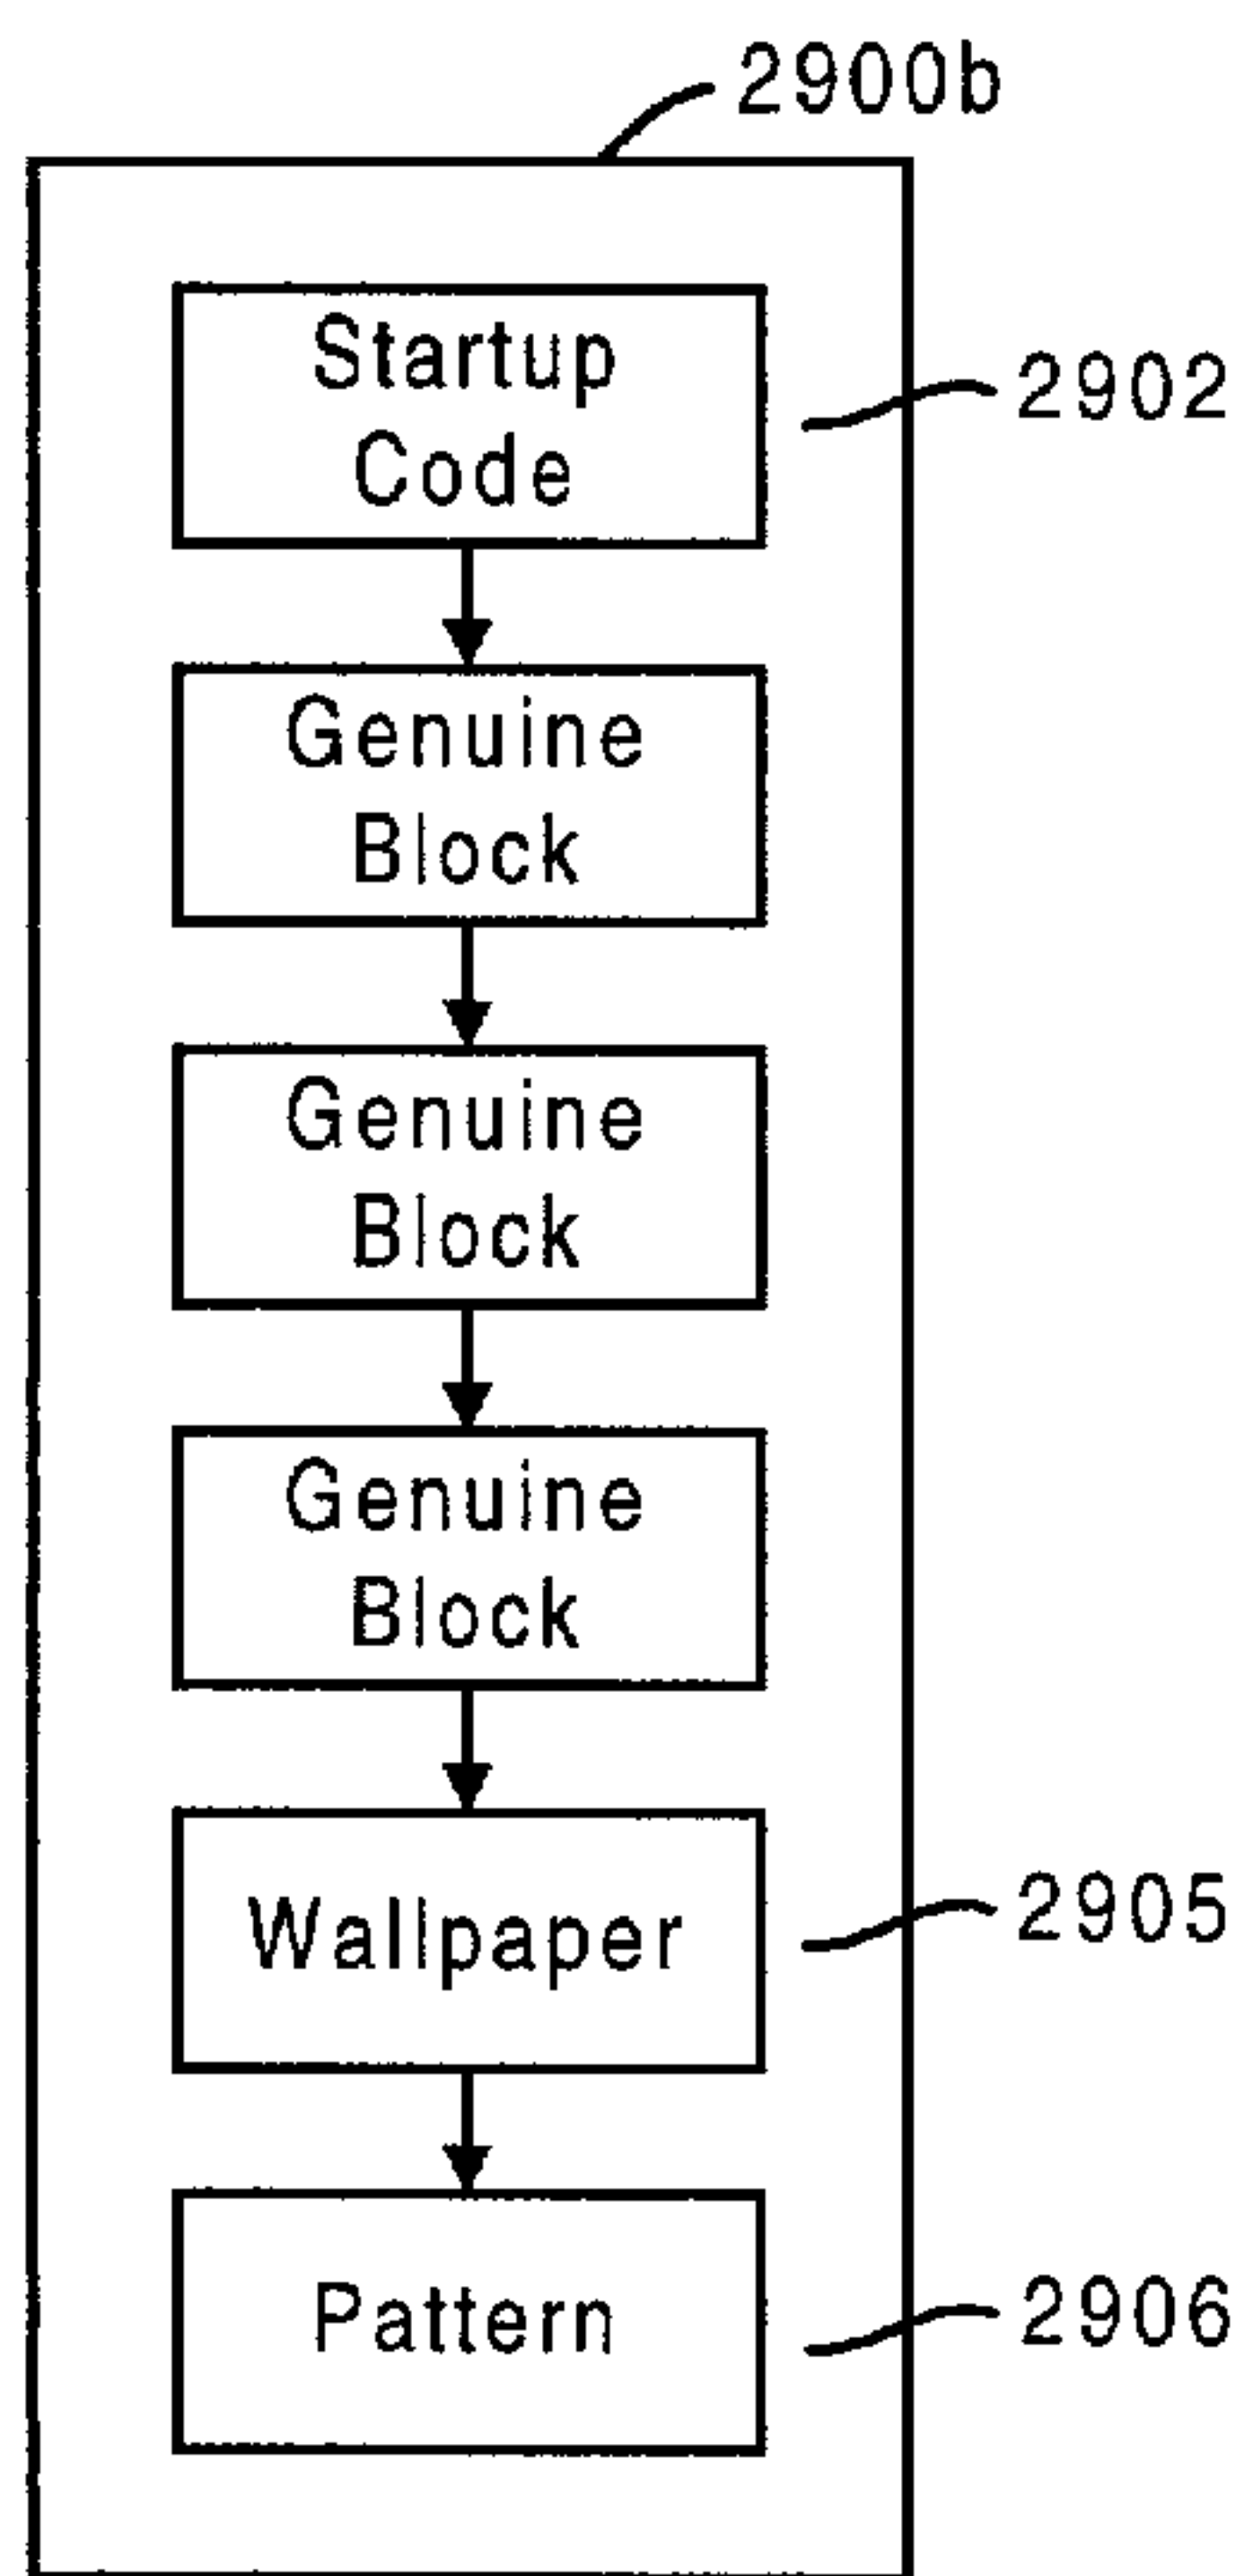 2900b
Startup
Code
2902
Genuine
Block
Genuine
Block
Genuine
Block
Wallpaper
2905
Pattern
2906